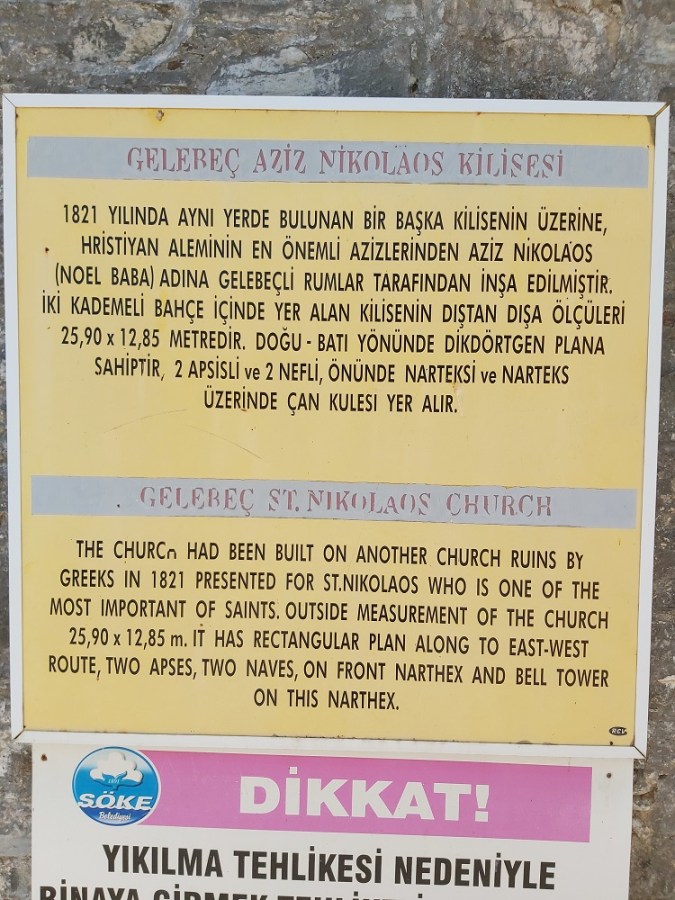 GELEBEÇ AZİZ NİKOLAOS KİLİSESİ
1821 YILINDA AYNI YERDE BULUNAN BİR BAŞKA KİLİSENİN ÜZERİNE,
HRİSTİYAN ALEMİNİN EN ÖNEMLİ AZİZLERİNDEN AZİZ NİKOLAOS
(NOEL BABA) ADINA GELEBEÇLİ RUMLAR TARAFINDAN İNŞA EDİLMİŞTİR.
İKİ KADEMELİ BAHÇE İÇİNDE YER ALAN KİLİSENİN DIŞTAN DIŞA ÖLÇÜLERİ
25,90 x 12,85 METREDİR. DOĞU - BATI YÖNÜNDE DİKDÖRTGEN PLANA
SAHİPTİR, 2 APSİSLİ ve 2 NEFLİ, ÖNÜNDE NARTEKSİ ve NARTEKS
ÜZERİNDE ÇAN KULESI YER ALIR.
GELEBEÇ ST. NIKOLAOS CHURCH
THE CHURCH HAD BEEN BUILT ON ANOTHER CHURCH RUINS BY
GREEKS IN 1821 PRESENTED FOR ST.NIKOLAOS WHO IS ONE OF THE
MOST IMPORTANT OF SAINTS. OUTSIDE MEASUREMENT OF THE CHURCH
25,90 x 12,85 m. IT HAS RECTANGULAR PLAN ALONG TO EAST-WEST
ROUTE, TWO APSES, TWO NAVES, ON FRONT NARTHEX AND BELL TOWER
ON THIS NARTHEX.
RCV
SÖKE
Belediyesi
DİKKAT!
YIKILMA TEHLİKESİ NEDENİYLE
BİNAYA GİRMEK